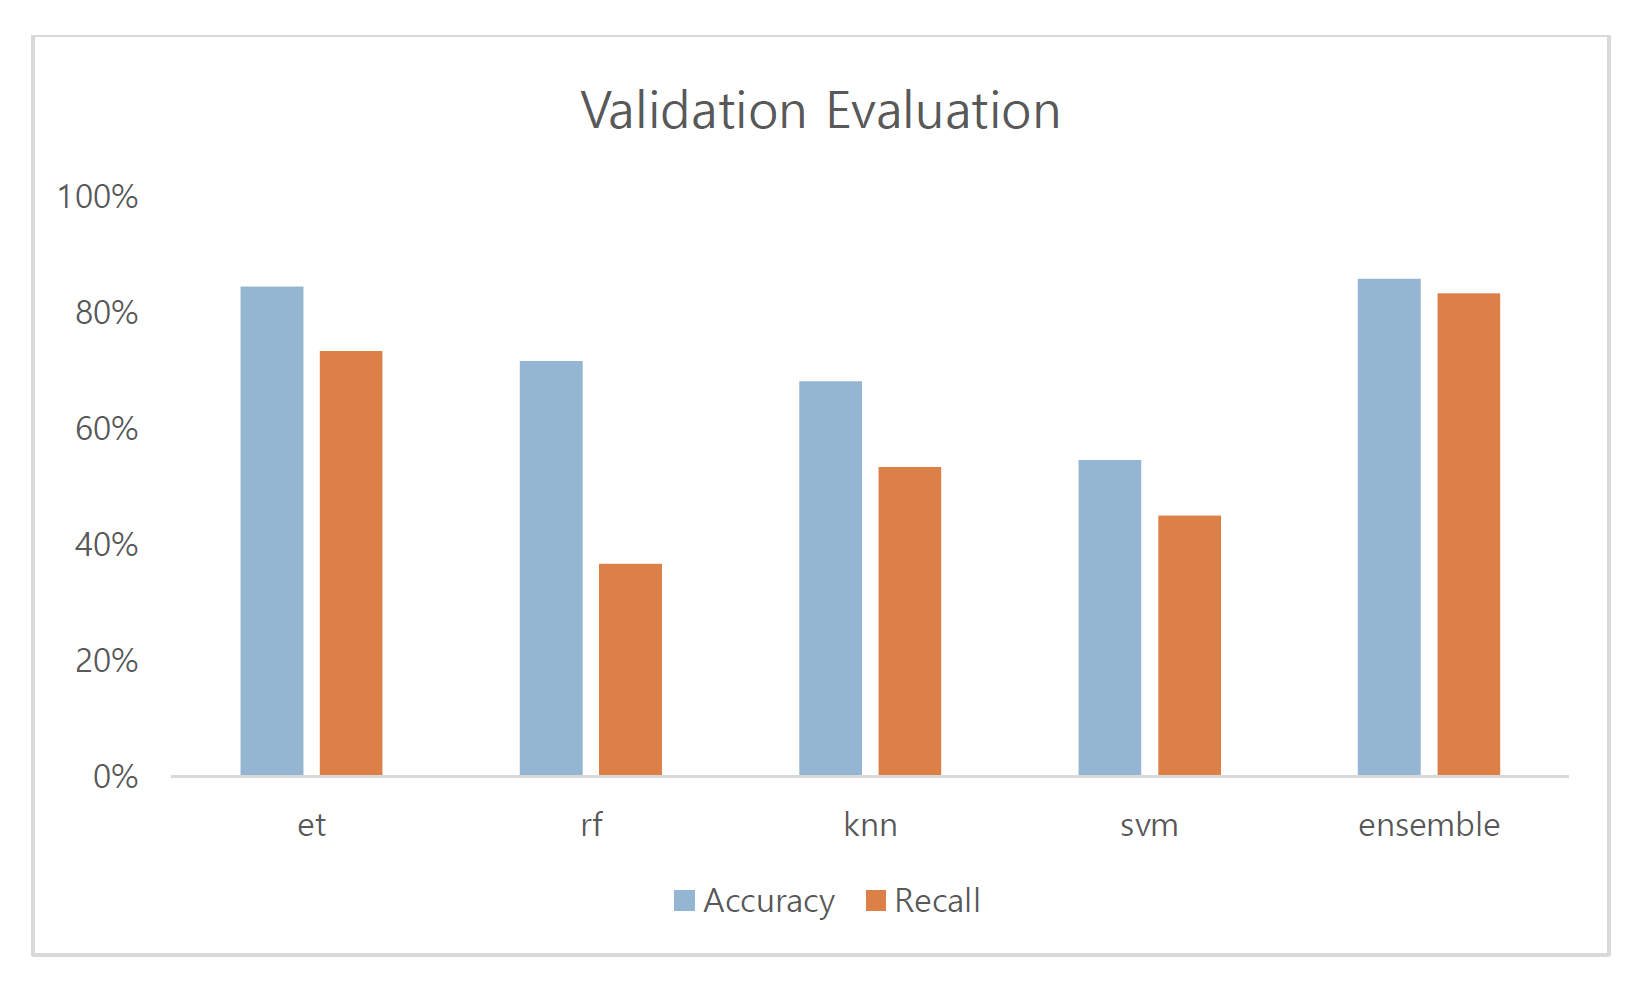 Validation Evaluation
100%
80%
60%
40%
20%
0%
et rf knn svm ensemble
Accuracy Recall